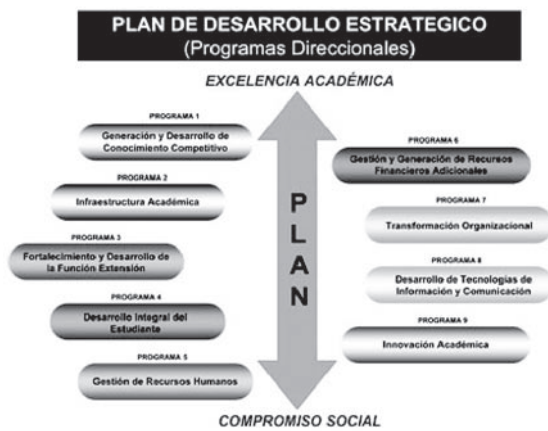 PLAN DE DESARROLLO ESTRATEGICO
(Programas Direccionales)
EXCELENCIA ACADÉMICA
PROGRAMA 1
Generación y Desarrollo de
Conocimiento Competitivo
PROGRAMA 2
Infraestructura Académica
PROGRAMA 3
Fortalecimiento y Desarrollo de
la Función Extensión
PROGRAMA 4
Desarrollo Integral del
Estudiante
PROGRAMA 5
Gestión de Recursos Humanos
PLAN
PROGRAMA 6
Gestión y Generación de Recursos
Financieros Adicionales
PROGRAMA 7
Transformación Organizacional
PROGRAMA 8
Desarrollo de Tecnologías de
Información y Comunicación
PROGRAMA 9
Innovación Académica
COMPROMISO SOCIAL